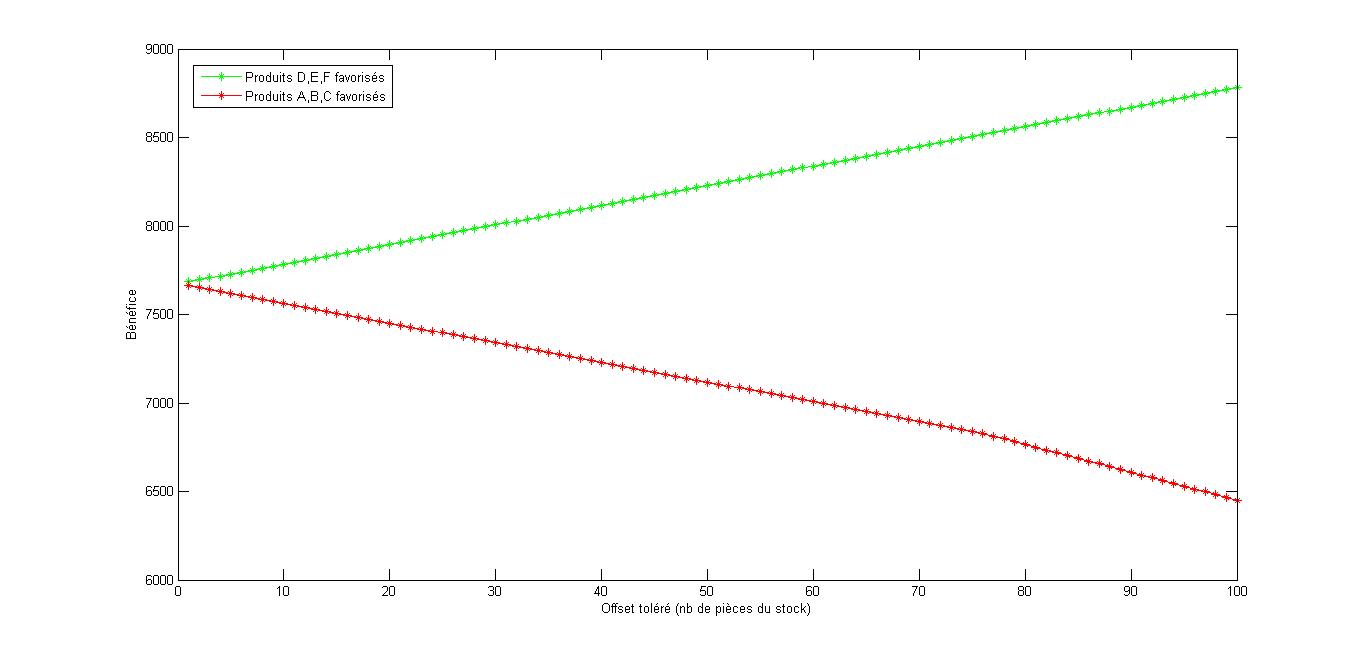 9000
8500
8000
7500
7000
6500
6000
Bénéfice
Produits D,E,F favorisés
Produits A,B,C favorisés
0 10 20 30 40 50 60 70 80 90 100
Offset toléré (nb de pièces du stock)